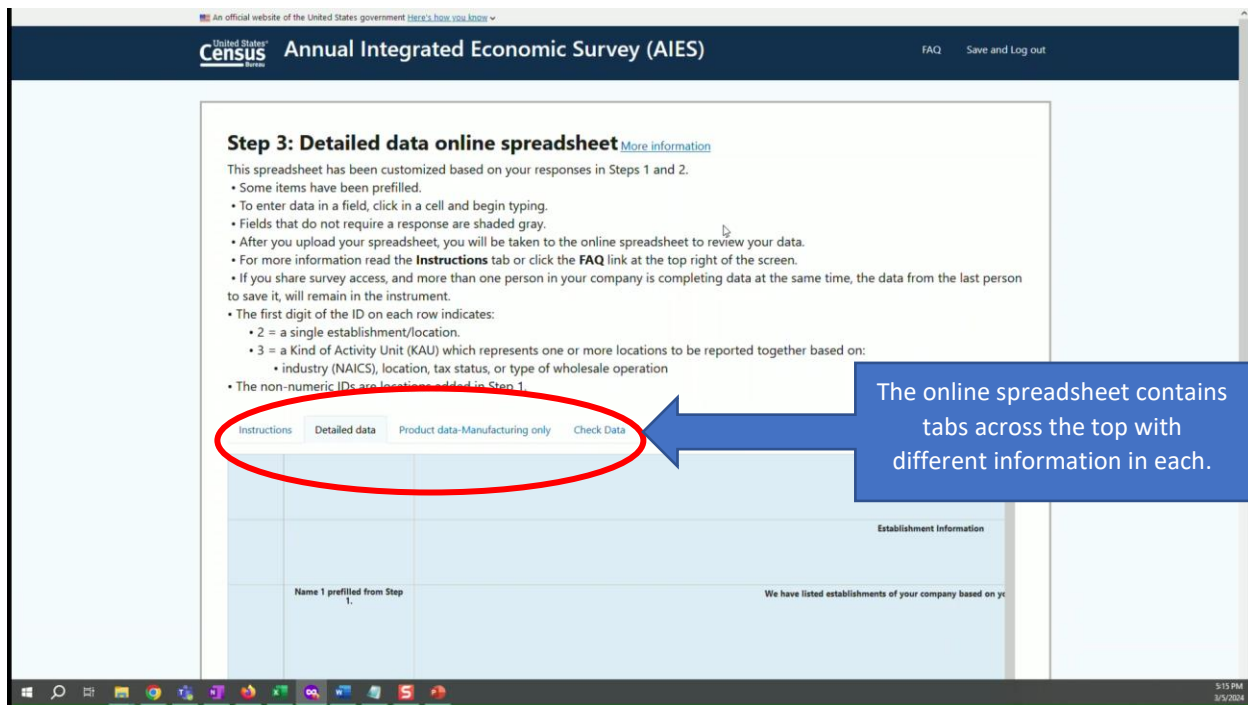 An official website of the United States government Here's how you know
United States®
Census
Bureau
Annual Integrated Economic Survey (AIES)
FAQ Save and Log out
Step 3: Detailed data online spreadsheet More information
This spreadsheet has been customized based on your responses in Steps 1 and 2.
• Some items have been prefilled.
• To enter data in a field, click in a cell and begin typing.
• Fields that do not require a response are shaded gray.
• After you upload your spreadsheet, you will be taken to the online spreadsheet to review your data.
• For more information read the Instructions tab or click the FAQ link at the top right of the screen.
• If you share survey access, and more than one person in your company is completing data at the same time, the data from the last person
to save it, will remain in the instrument.
• The first digit of the ID on each row indicates:
• 2 = a single establishment/location.
• 3 = a Kind of Activity Unit (KAU) which represents one or more locations to be reported together based on:
• industry (NAICS), location, tax status, or type of wholesale operation
• The non-numeric IDs are locations added in Step 1.
The online spreadsheet contains
tabs across the top with
different information in each.
Instructions Detailed data Product data-Manufacturing only Check Data
Establishment Information
Name 1 prefilled from Step
1.
We have listed establishments of your company based on
5:15 PM
3/5/2024